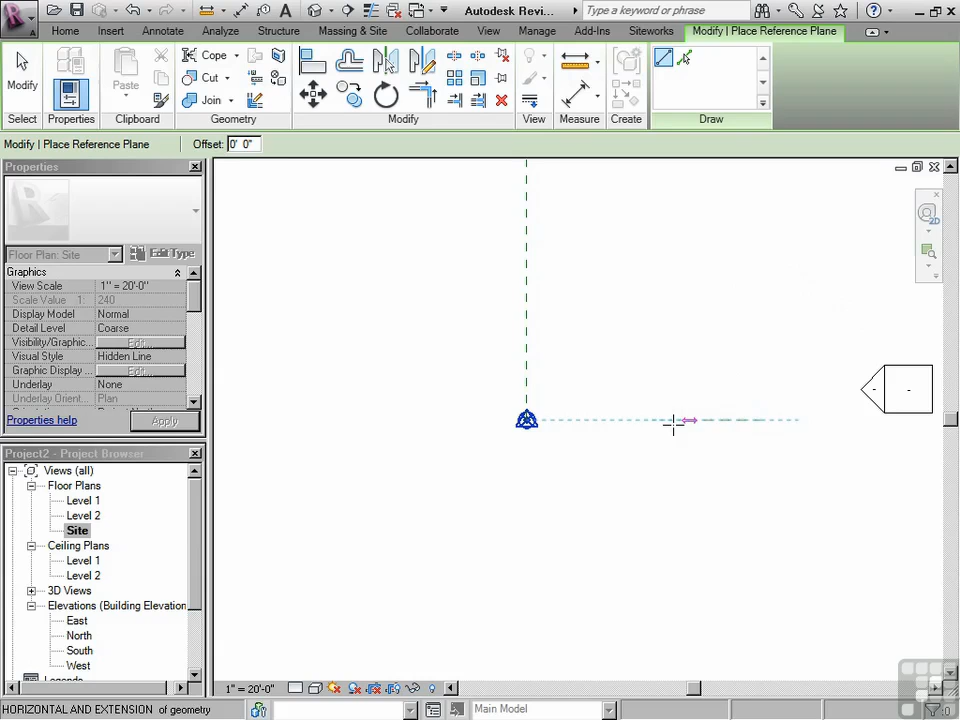 Autodesk Revi...
Type a keyword or phrase
Home Insert Annotate Analyze Structure Massing & Site Collaborate View Manage Add-Ins Siteworks Modify | Place Reference Plane
Modify
Paste
Cope
Cut
Join
Select Properties Clipboard Geometry Modify View Measure Create Draw
Modify | Place Reference Plane Offset: 0' 0"
Properties
Floor Plan: Site Edit Type
Graphics
View Scale 1" = 20'-0"
Scale Value 1: 240
Display Model Normal
Detail Level Coarse
Visibility/Graphic... Edit...
Visual Style Hidden Line
Graphic Display ... Edit...
Underlay None
Underlay Orien... Plan
Properties help Apply
Project2 - Project Browser
Views (all)
Floor Plans
Level 1
Level 2
Site
Ceiling Plans
Level 1
Level 2
3D Views
Elevations (Building Elevation
East
North
South
West
2D
1" = 20'-0"
HORIZONTAL AND EXTENSION of geometry
Main Model
:0